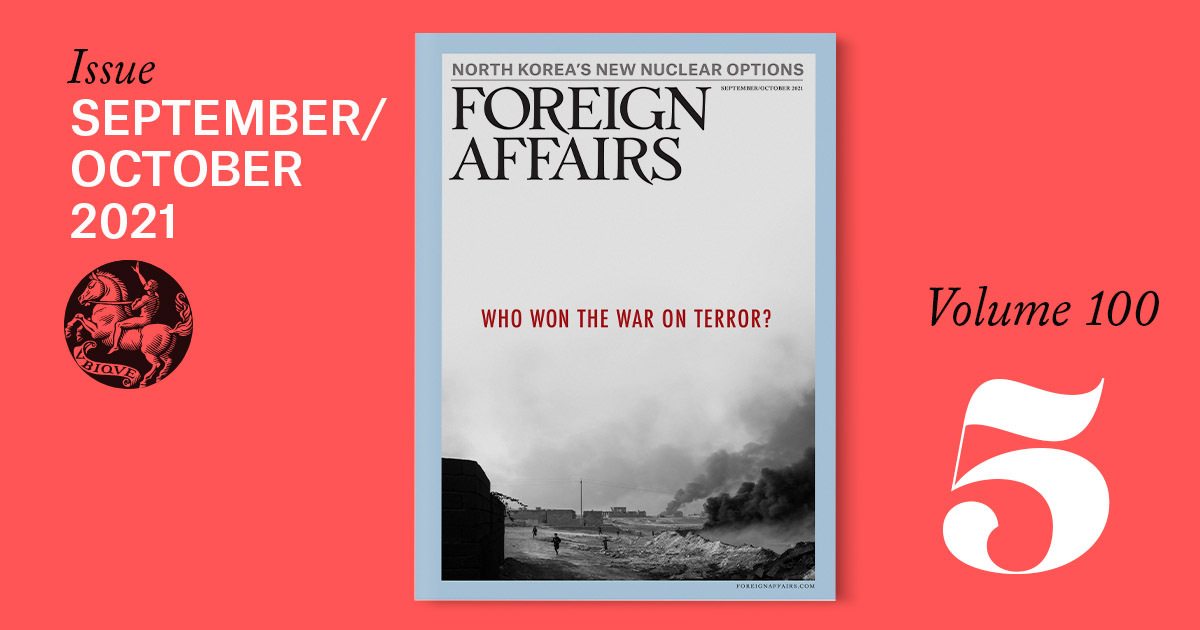 Issue
SEPTEMBER/
OCTOBER
2021
VBIQVE
NORTH KOREA'S NEW NUCLEAR OPTIONS
SEPTEMBER/OCTOBER 2021
FOREIGN
AFFAIRS
WHO WON THE WAR ON TERROR?
FOREIGNAFFAIRS.COM
Volume 100
5